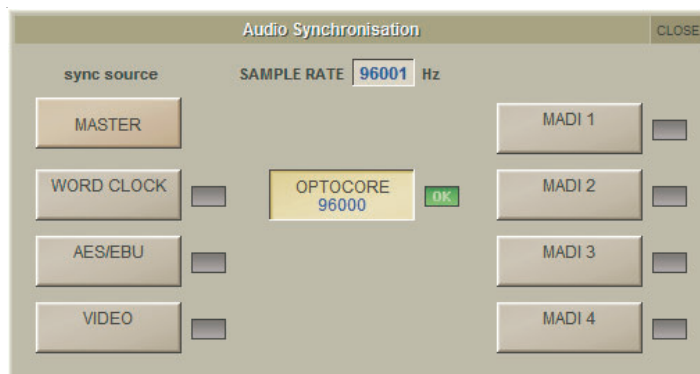 Audio Synchronisation CLOSE
sync source SAMPLE RATE 96001 Hz
MASTER
MADI 1
WORD CLOCK
OPTOCORE
96000
OK
MADI 2
AES/EBU
MADI 3
VIDEO
MADI 4